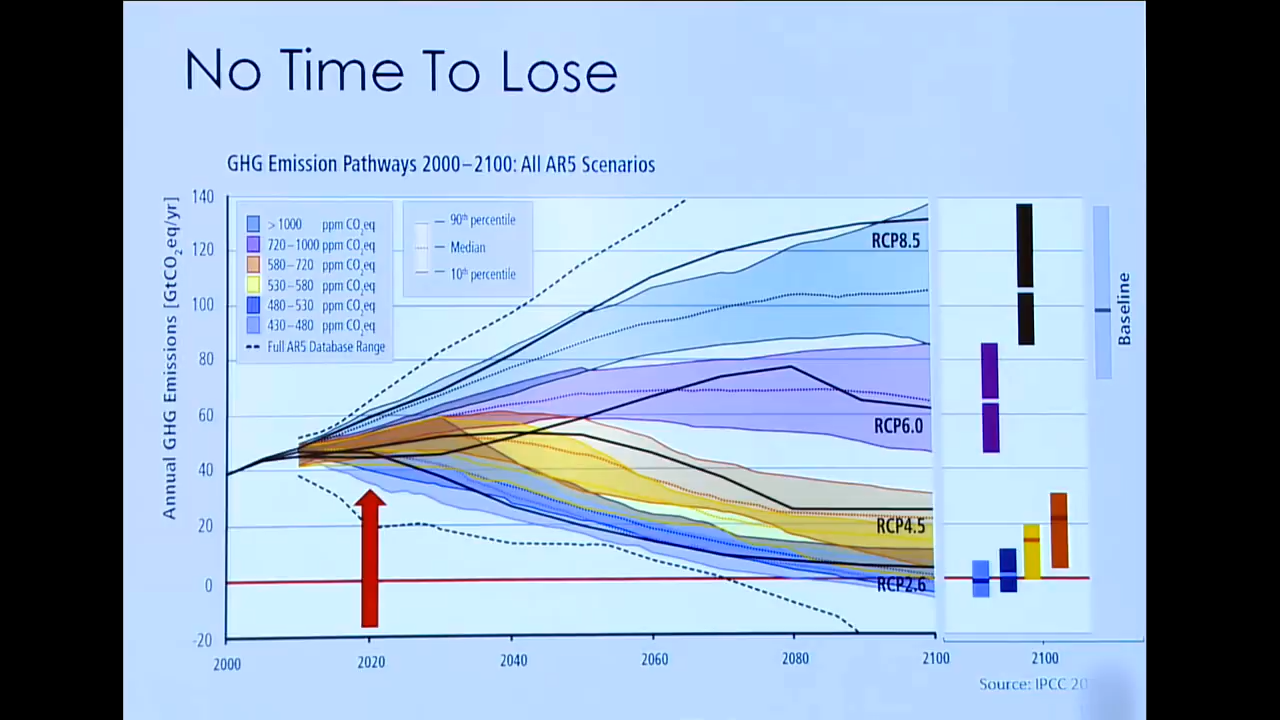 No Time To Lose
GHG Emission Pathways 2000–2100: All AR5 Scenarios
Annual GHG Emissions [GtCO2eq/yr]
140
120
100
80
60
40
20
0
-20
> 1000 ppm CO2eq
720–1000 ppm CO2eq
580–720 ppm CO2eq
530–580 ppm CO2eq
480–530 ppm CO2eq
430–480 ppm CO2eq
Full AR5 Database Range
90th percentile
Median
10th percentile
RCP8.5
RCP6.0
RCP4.5
RCP2.6
Baseline
2000
2020
2040
2060
2080
2100
2100
Source: IPCC 20